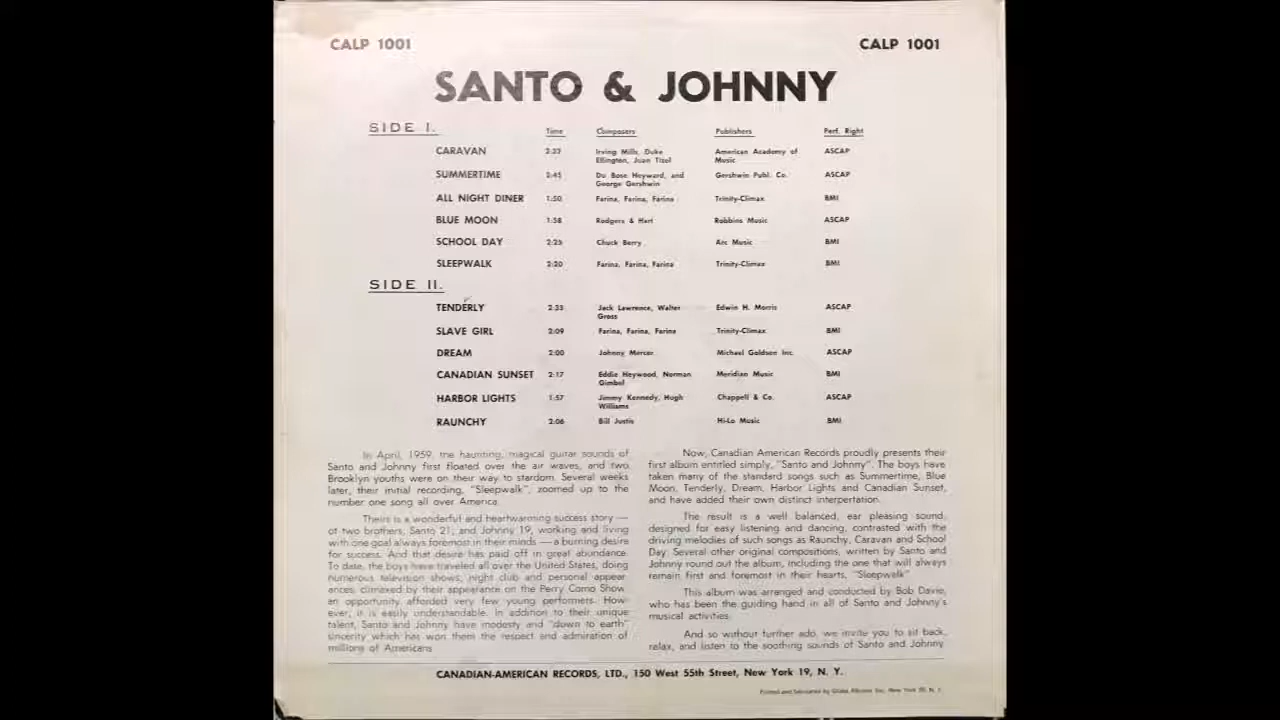 CALP 1001 CALP 1001
SANTO & JOHNNY
SIDE I. Time Composers Publishers Perf. Right
CARAVAN 2:37 Irving Mills, Duke American Academy of ASCAP
Ellington, Juan Tizol Music
SUMMERTIME 2:45 Du Bose Heyward, and Gershwin Publ. Co. ASCAP
George Gershwin
ALL NIGHT DINER 1:50 Farina, Farina, Farina Trinity-Climax BMI
BLUE MOON 1:58 Rodgers & Hart Robbins Music ASCAP
SCHOOL DAY 2:25 Chuck Berry Arc Music BMI
SLEEPWALK 2:20 Farina, Farina, Farina Trinity-Climax BMI
SIDE II.
TENDERLY 2:33 Jack Lawrence, Walter Edwin H. Morris ASCAP
Gross
SLAVE GIRL 2:09 Farina, Farina, Farina Trinity-Climax BMI
DREAM 2:00 Johnny Mercer Michael Goldsen Inc. ASCAP
CANADIAN SUNSET 2:17 Eddie Heywood, Norman Meridian Music BMI
Gimbel
HARBOR LIGHTS 1:57 Jimmy Kennedy, Hugh Chappell & Co. ASCAP
Williams
RAUNCHY 2:06 Bill Justis Hi-Lo Music BMI
In April, 1959, the haunting, magical guitar sounds of
Santo and Johnny first floated over the air waves, and two
Brooklyn youths were on their way to stardom. Several weeks
later, their initial recording, "Sleepwalk", zoomed up to the
number one song all over America.
Theirs is a wonderful and heartwarming success story —
of two brothers, Santo 21, and Johnny 19, working and living
with one goal always foremost in their minds — a burning desire
for success. And that desire has paid off in great abundance.
To date, the boys have traveled all over the United States, doing
numerous television shows, night club and personal appear
ances, climaxed by their appearance on the Perry Como Show
an opportunity afforded very few young performers. How
ever, it is easily understandable. In addition to their unique
talent, Santo and Johnny have modesty and "down to earth"
sincerity which has won them the respect and admiration of
millions of Americans
Now, Canadian American Records proudly presents their
first album entitled simply, "Santo and Johnny". The boys have
taken many of the standard songs such as Summertime, Blue
Moon, Tenderly, Dream, Harbor Lights and Canadian Sunset,
and have added their own distinct interpertation.
The result is a well balanced, ear pleasing sound,
designed for easy listening and dancing, contrasted with the
driving melodies of such songs as Raunchy, Caravan and School
Day. Several other original compositions, written by Santo and
Johnny round out the album, including the one that will always
remain first and foremost in their hearts, "Sleepwalk"
This album was arranged and conducted by Bob Davie,
who has been the guiding hand in all of Santo and Johnny's
musical activities.
And so without further ado, we invite you to sit back,
relax, and listen to the soothing sounds of Santo and Johnny
CANADIAN-AMERICAN RECORDS, LTD., 150 West 55th Street, New York 19, N. Y.
Printed and fabricated by Globe Albums Inc. New York N. Y.